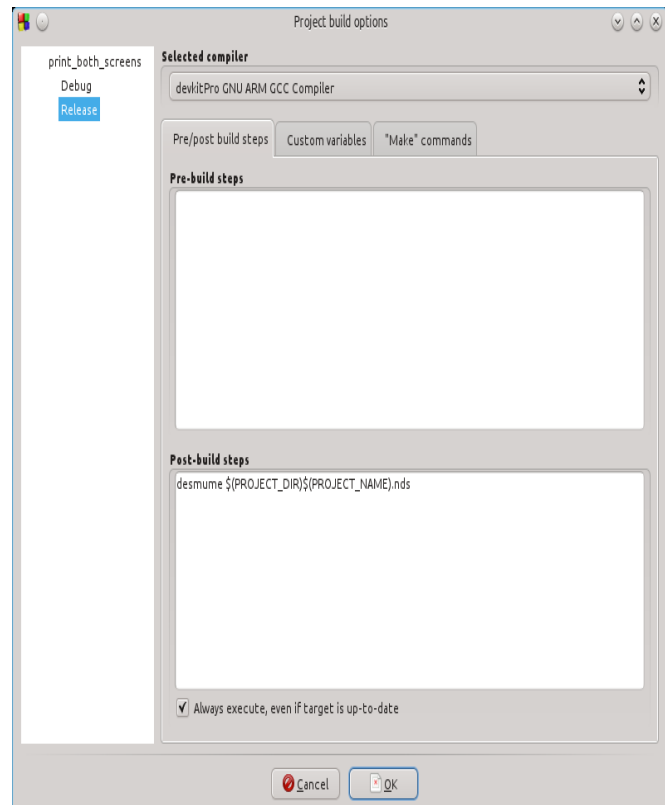 Project build options
print_both_screens
Debug
Release
Selected compiler
devkitPro GNU ARM GCC Compiler
Pre/post build steps
Custom variables
"Make" commands
Pre-build steps
Post-build steps
desmume $(PROJECT_DIR)$(PROJECT_NAME).nds
Always execute, even if target is up-to-date
Cancel
OK